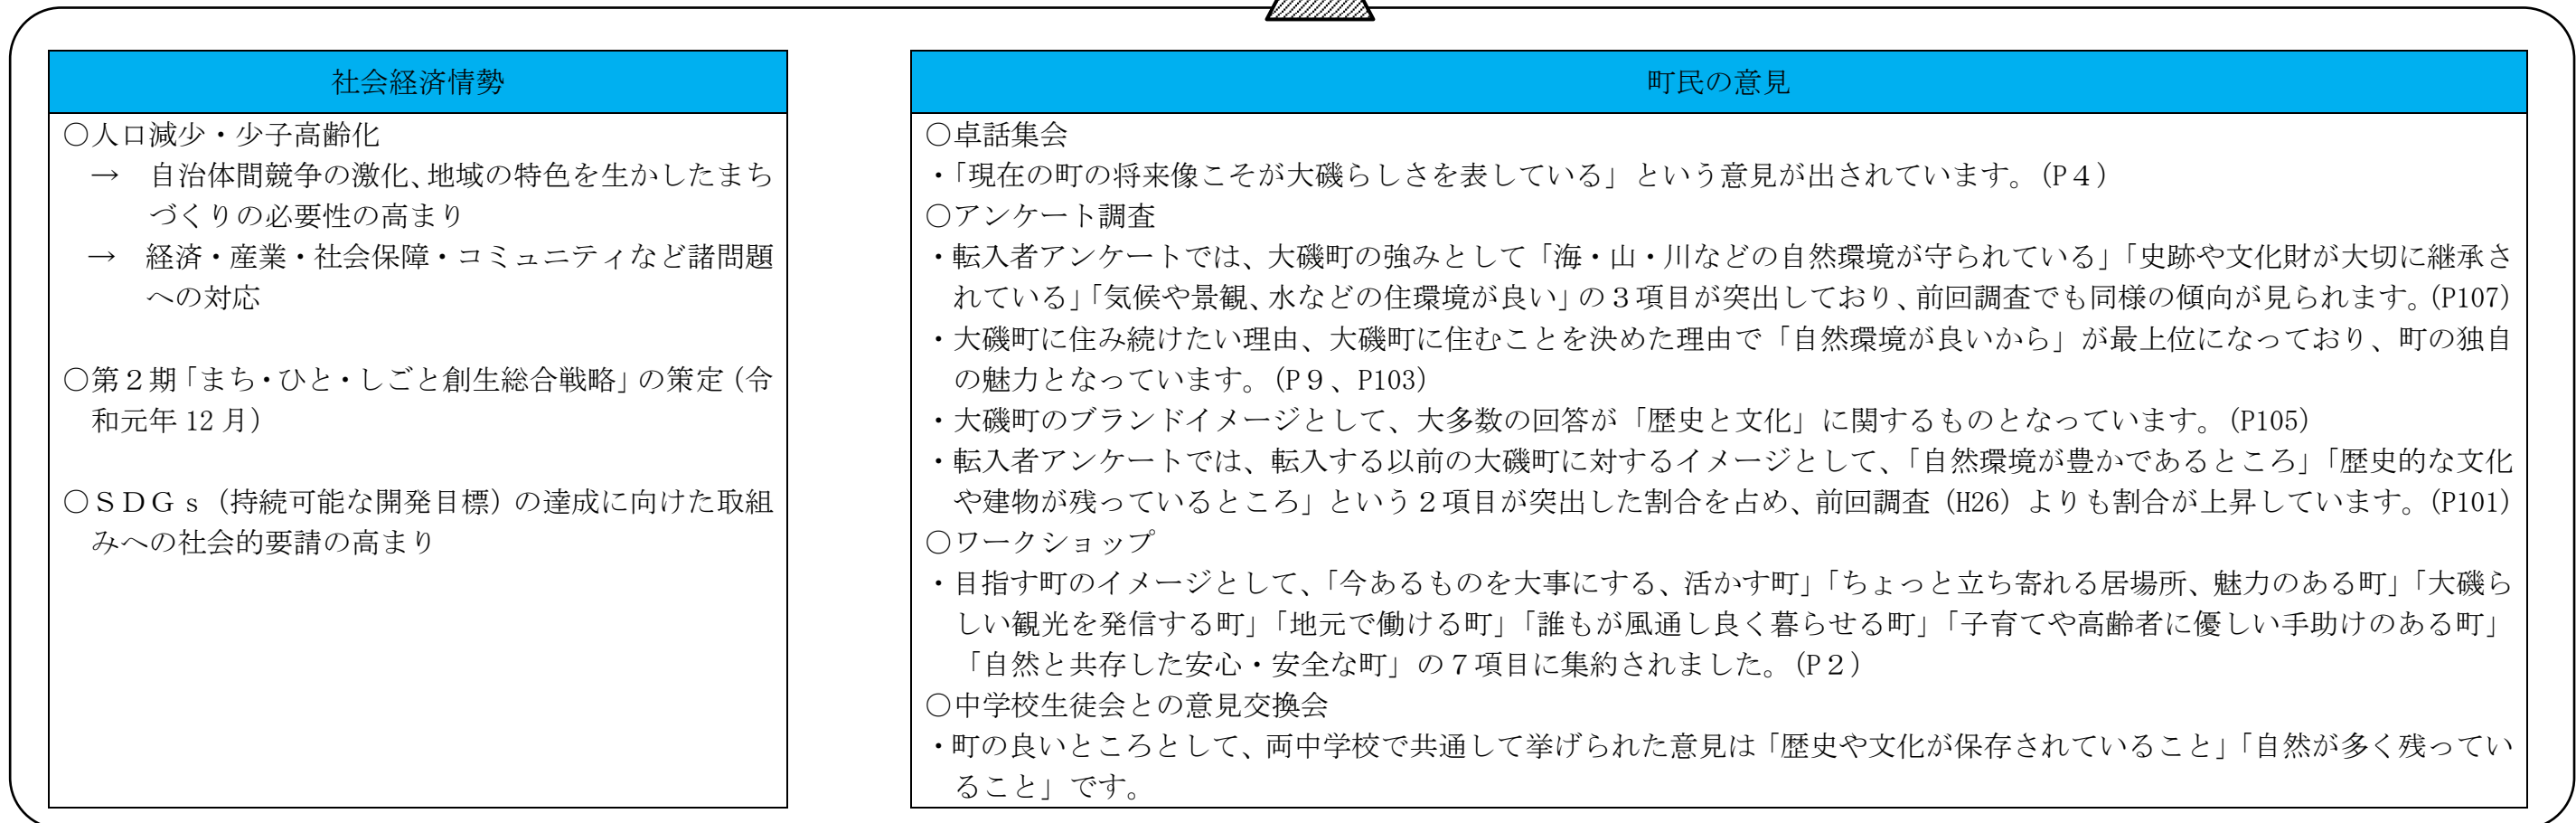 社会経済情勢
○人口減少・少子高齢化
→ 自治体間競争の激化、地域の特色を生かしたまち
づくりの必要性の高まり
→ 経済・産業・社会保障・コミュニティなど諸問題
への対応
○第２期「まち・ひと・しごと創生総合戦略」の策定（令
和元年 12 月）
○ＳＤＧｓ（持続可能な開発目標）の達成に向けた取組
みへの社会的要請の高まり
町民の意見
○卓話集会
・「現在の町の将来像こそが大磯らしさを表している」という意見が出されています。（P４）
○アンケート調査
・転入者アンケートでは、大磯町の強みとして「海・山・川などの自然環境が守られている」「史跡や文化財が大切に継承さ
れている」「気候や景観、水などの住環境が良い」の３項目が突出しており、前回調査でも同様の傾向が見られます。（P107）
・大磯町に住み続けたい理由、大磯町に住むことを決めた理由で「自然環境が良いから」が最上位になっており、町の独自
の魅力となっています。（P９、P103）
・大磯町のブランドイメージとして、大多数の回答が「歴史と文化」に関するものとなっています。（P105）
・転入者アンケートでは、転入する以前の大磯町に対するイメージとして、「自然環境が豊かであるところ」「歴史的な文化
や建物が残っているところ」という２項目が突出した割合を占め、前回調査（H26）よりも割合が上昇しています。（P101）
○ワークショップ
・目指す町のイメージとして、「今あるものを大事にする、活かす町」「ちょっと立ち寄れる居場所、魅力のある町」「大磯ら
しい観光を発信する町」「地元で働ける町」「誰もが風通し良く暮らせる町」「子育てや高齢者に優しい手助けのある町」
「自然と共存した安心・安全な町」の７項目に集約されました。（P２）
○中学校生徒会との意見交換会
・町の良いところとして、両中学校で共通して挙げられた意見は「歴史や文化が保存されていること」「自然が多く残ってい
ること」です。